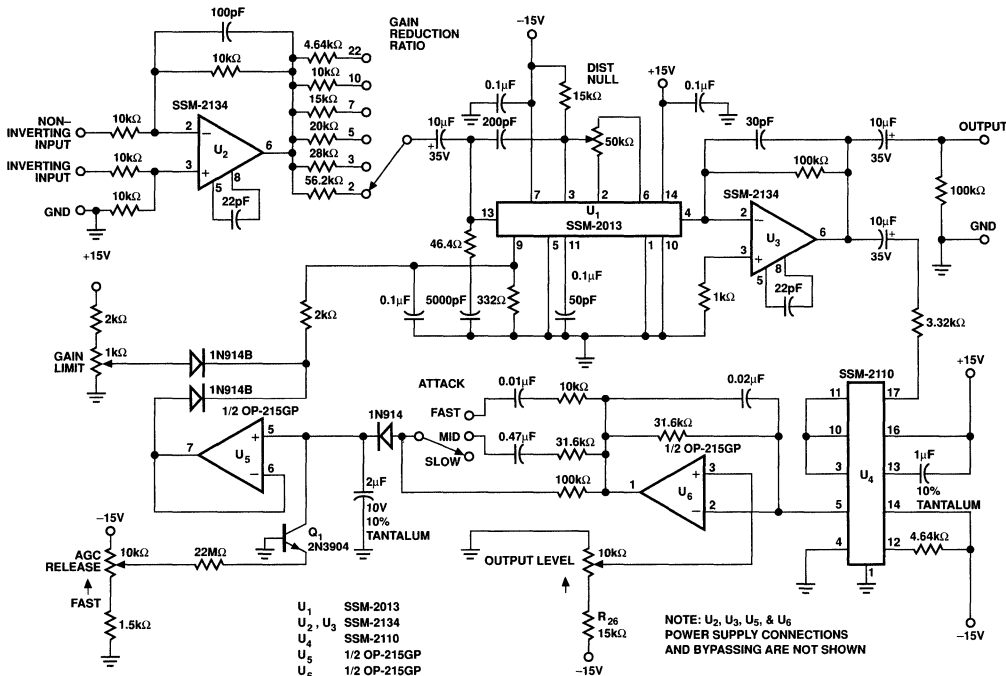 100pF
10kΩ
GAIN
REDUCTION
RATIO
4.64kΩ 22
10kΩ 10
15kΩ 7
20kΩ 5
28kΩ 3
56.2kΩ 2
SSM-2134
NON–
INVERTING
INPUT
10kΩ
2
–
U2
6
INVERTING
INPUT
10kΩ
3
+
5
8
22pF
GND
10kΩ
–15V
0.1µF
15kΩ
DIST
NULL
50kΩ
+15V
0.1µF
10µF
+
35V
200pF
7 3 2 6 14
U1
SSM-2013
13
4
9 5 11 1 10
46.4Ω
0.1µF
5000pF
332Ω
0.1µF
50pF
30pF
100kΩ
SSM-2134
2
–
U3
6
3
+
5
8
22pF
1kΩ
10µF
+
35V
OUTPUT
100kΩ
GND
10µF
+
35V
3.32kΩ
+15V
2kΩ
1kΩ
GAIN
LIMIT
1N914B
1N914B
2kΩ
1/2 OP-215GP
7
U5
+
5
–
6
–15V
10kΩ
AGC
RELEASE
FAST
1.5kΩ
22MΩ
Q1
2N3904
1N914
2µF
10V
10%
TANTALUM
ATTACK
FAST
MID
SLOW
0.01µF
10kΩ
0.47µF
31.6kΩ
100kΩ
0.02µF
31.6kΩ
1/2 OP-215GP
1
U6
+
3
–
2
OUTPUT LEVEL
10kΩ
R26
15kΩ
–15V
SSM-2110
U4
11
10
3
5
4
17
16
13
14
12
1
+15V
1µF
10%
TANTALUM
4.64kΩ
–15V
U1 SSM-2013
U2 , U3 SSM-2134
U4 SSM-2110
U5 1/2 OP-215GP
U6 1/2 OP-215GP
NOTE: U2, U3, U5, & U6
POWER SUPPLY CONNECTIONS
AND BYPASSING ARE NOT SHOWN